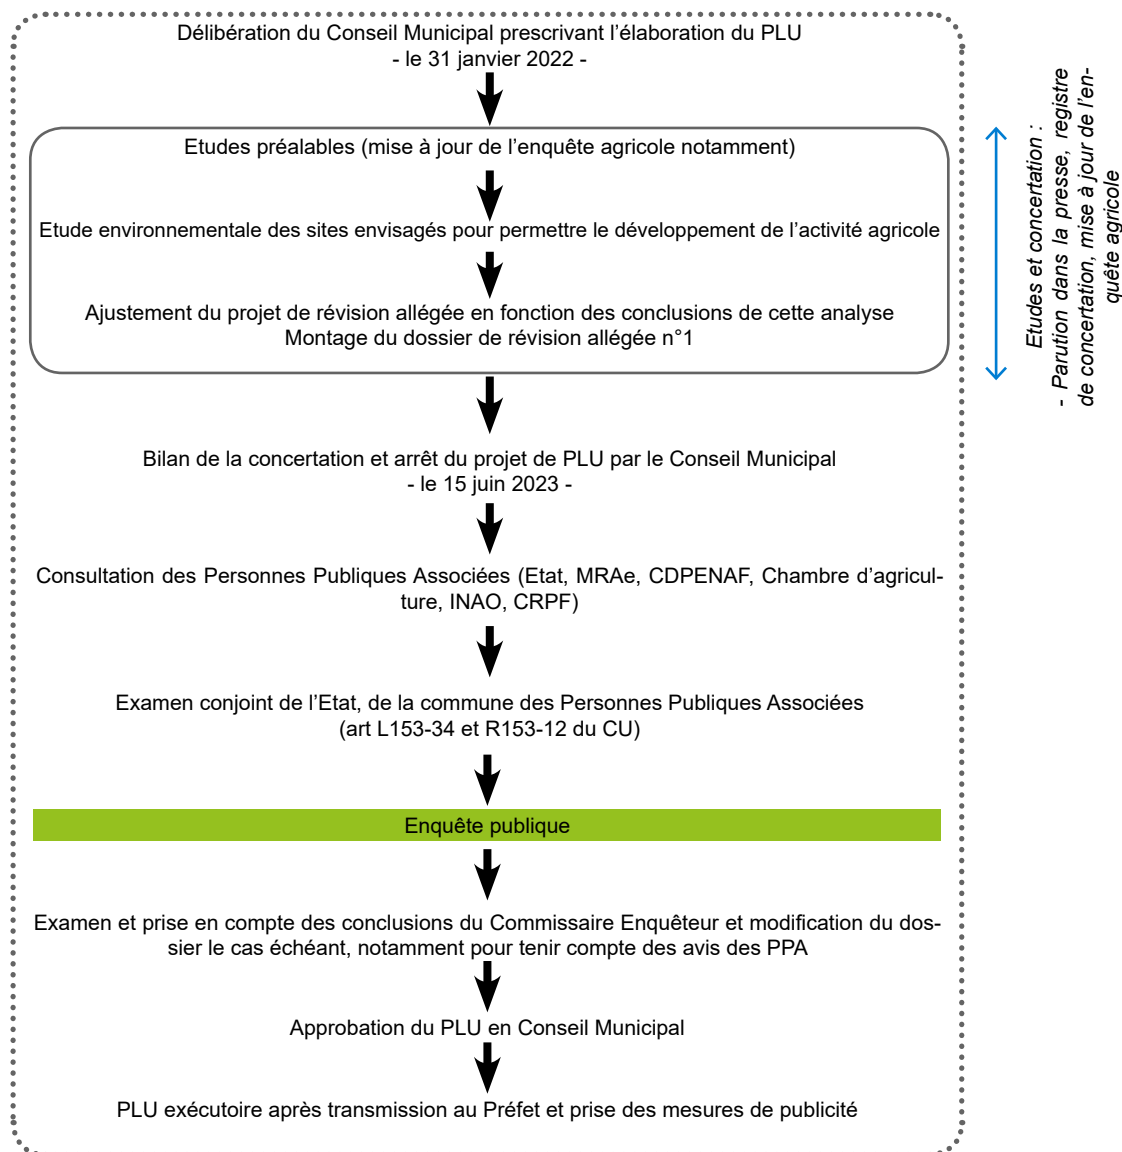 Délibération du Conseil Municipal prescrivant l'élaboration du PLU
- le 31 janvier 2022 -
Etudes préalables (mise à jour de l'enquête agricole notamment)
Etude environnementale des sites envisagés pour permettre le développement de l'activité agricole
Ajustement du projet de révision allégée en fonction des conclusions de cette analyse
Montage du dossier de révision allégée n°1
Etudes et concertation :
- Parution dans la presse, registre
de concertation, mise à jour de l'en-
quête agricole
Bilan de la concertation et arrêt du projet de PLU par le Conseil Municipal
- le 15 juin 2023 -
Consultation des Personnes Publiques Associées (Etat, MRAe, CDPENAF, Chambre d'agricul-
ture, INAO, CRPF)
Examen conjoint de l'Etat, de la commune des Personnes Publiques Associées
(art L153-34 et R153-12 du CU)
Enquête publique
Examen et prise en compte des conclusions du Commissaire Enquêteur et modification du dos-
sier le cas échéant, notamment pour tenir compte des avis des PPA
Approbation du PLU en Conseil Municipal
PLU exécutoire après transmission au Préfet et prise des mesures de publicité